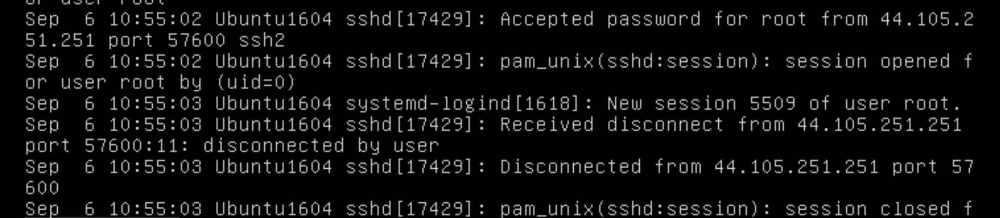 or user root
Sep  6 10:55:02 Ubuntu1604 sshd[17429]: Accepted password for root from 44.105.2
51.251 port 57600 ssh2
Sep  6 10:55:02 Ubuntu1604 sshd[17429]: pam_unix(sshd:session): session opened f
or user root by (uid=0)
Sep  6 10:55:03 Ubuntu1604 systemd-logind[1618]: New session 5509 of user root.
Sep  6 10:55:03 Ubuntu1604 sshd[17429]: Received disconnect from 44.105.251.251
port 57600:11: disconnected by user
Sep  6 10:55:03 Ubuntu1604 sshd[17429]: Disconnected from 44.105.251.251 port 57
600
Sep  6 10:55:03 Ubuntu1604 sshd[17429]: pam_unix(sshd:session): session closed f